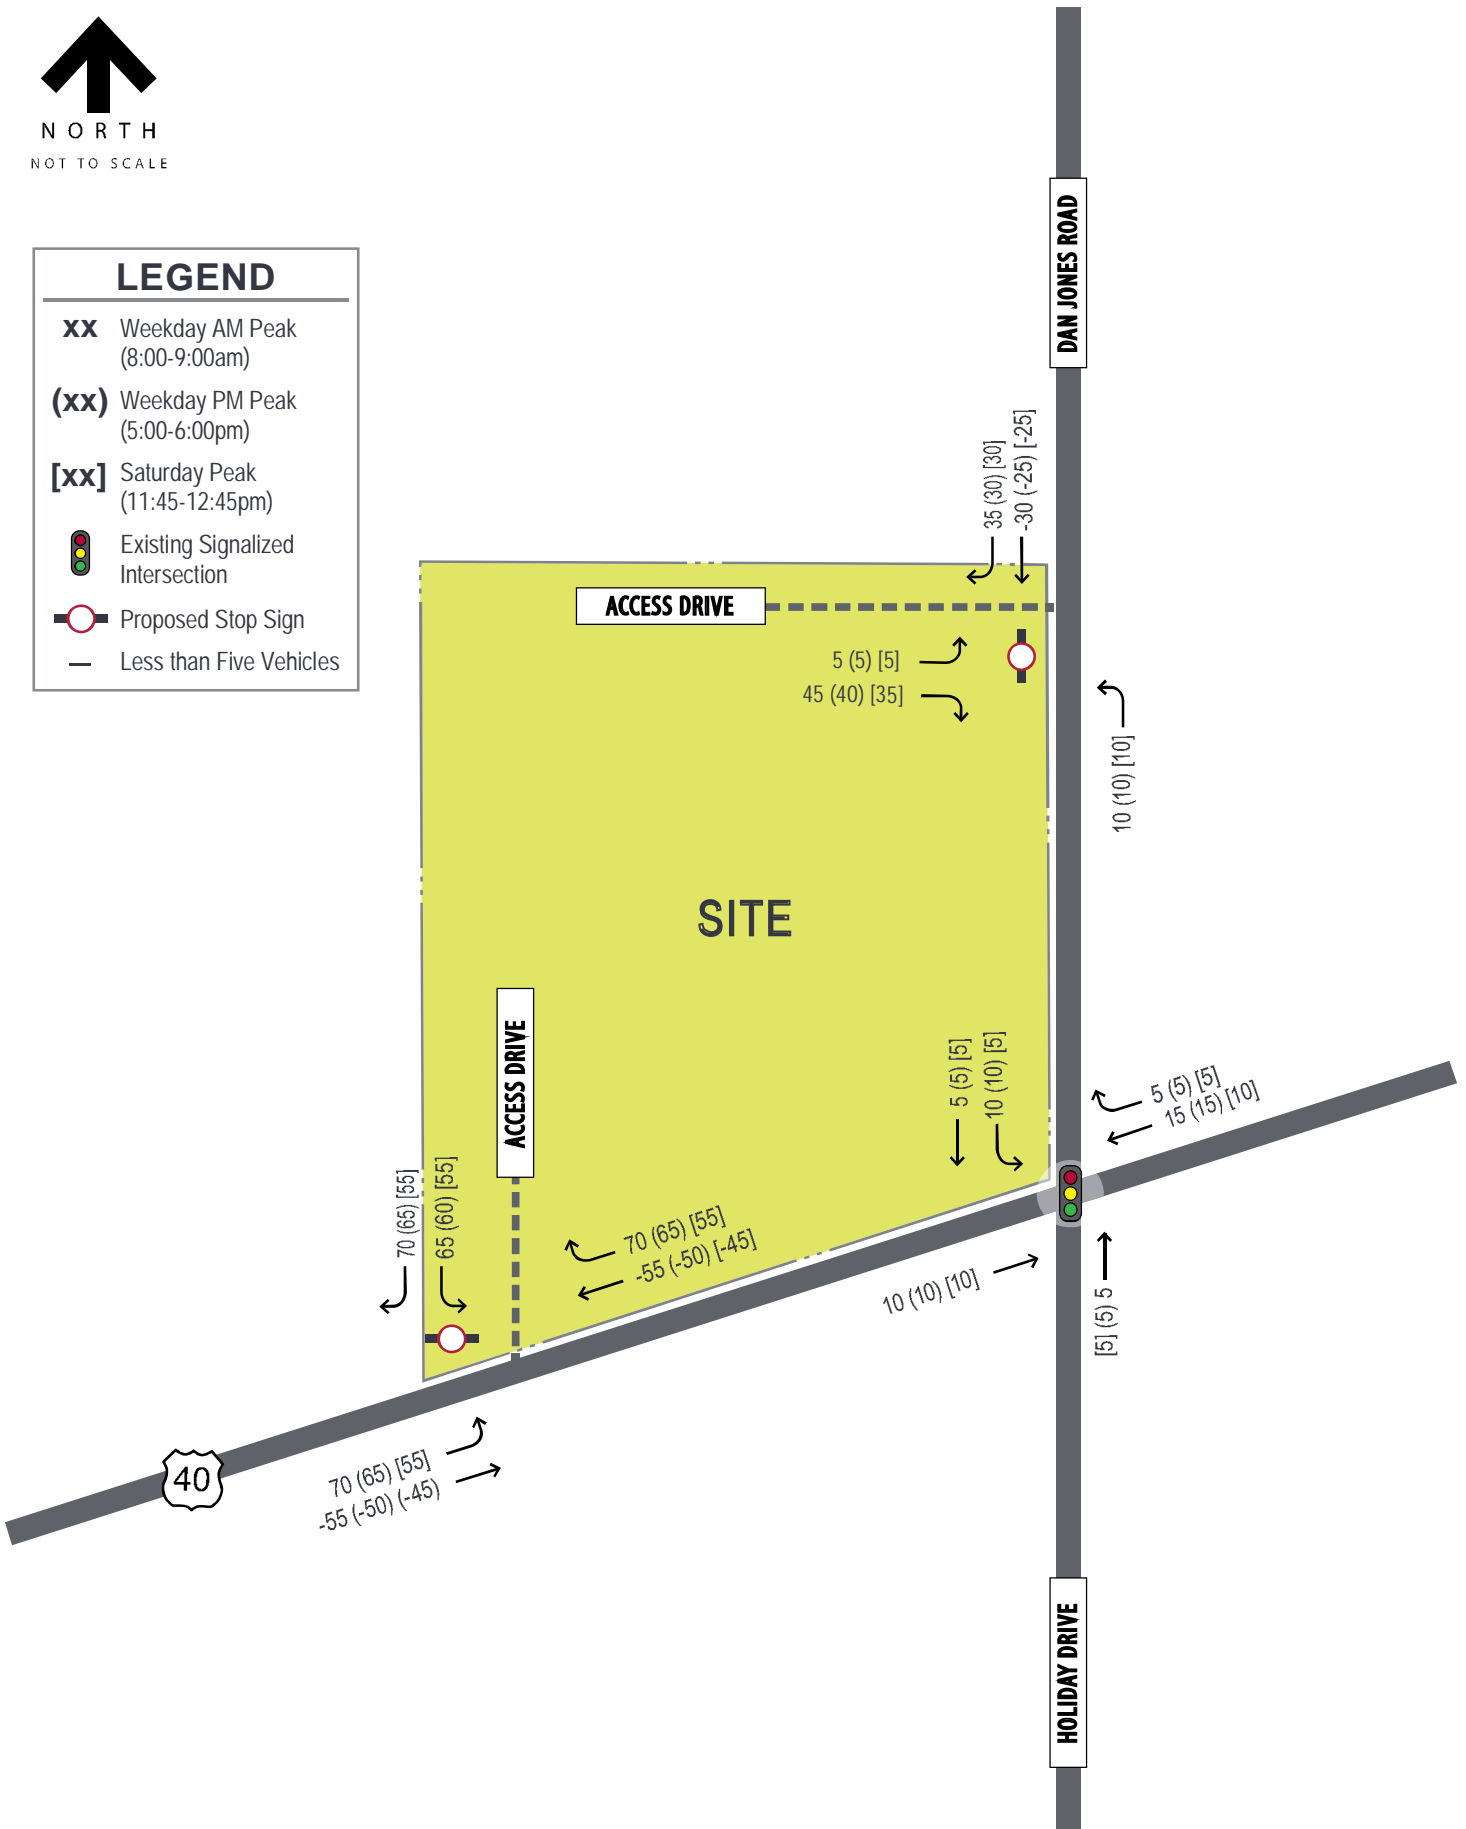 NORTH
NOT TO SCALE
LEGEND
xx Weekday AM Peak
(8:00-9:00am)
(xx) Weekday PM Peak
(5:00-6:00pm)
[xx] Saturday Peak
(11:45-12:45pm)
Existing Signalized
Intersection
Proposed Stop Sign
— Less than Five Vehicles
DAN JONES ROAD
35 (30) [30]
-30 (-25) [-25]
ACCESS DRIVE
5 (5) [5]
45 (40) [35]
10 (10) [10]
SITE
ACCESS DRIVE
5 (5) [5]
10 (10) [5]
5 (5) [5]
15 (15) [10]
70 (65) [55]
65 (60) [55]
70 (65) [55]
-55 (-50) [-45]
10 (10) [10]
[5] (5) 5
70 (65) [55]
-55 (-50) (-45)
40
HOLIDAY DRIVE